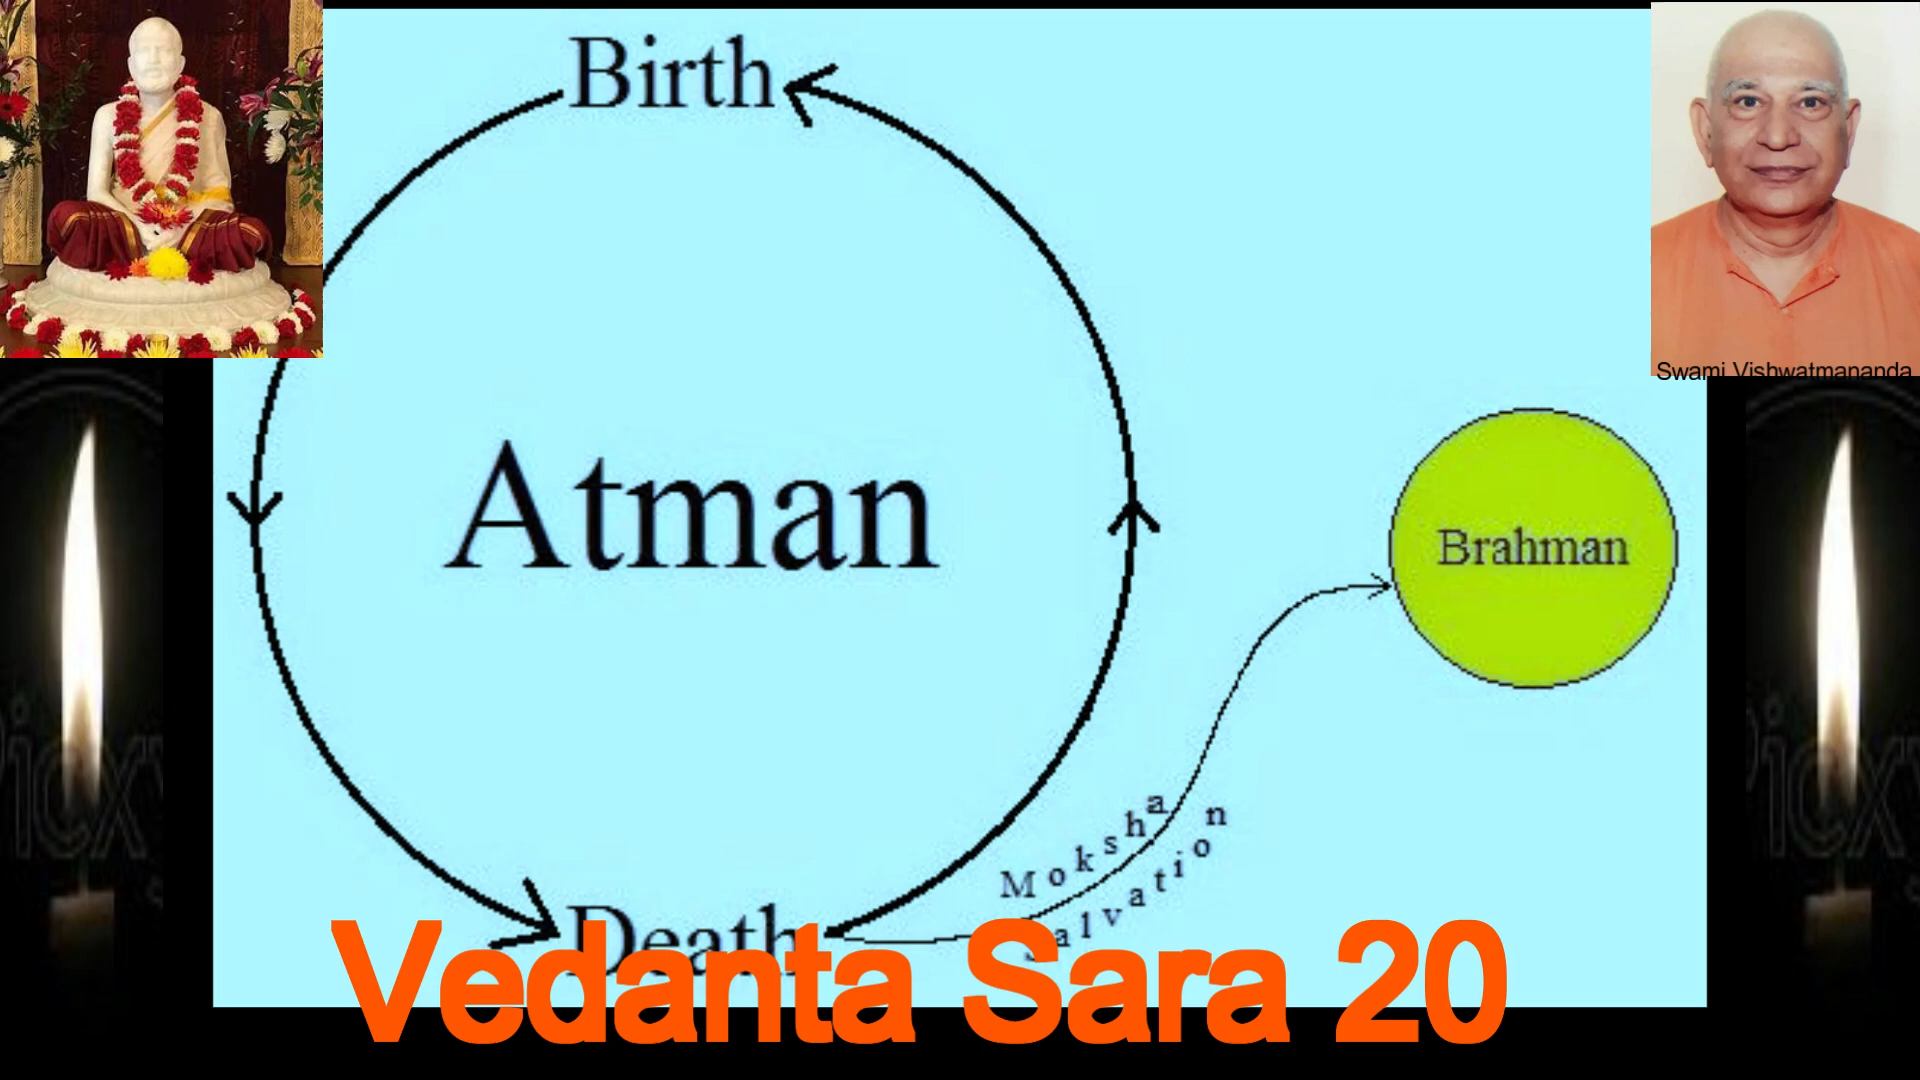 Birth
Swami Vishwatmananda
Atman
Brahman
Moksha
Salvation
Death
Vedanta Sara 20